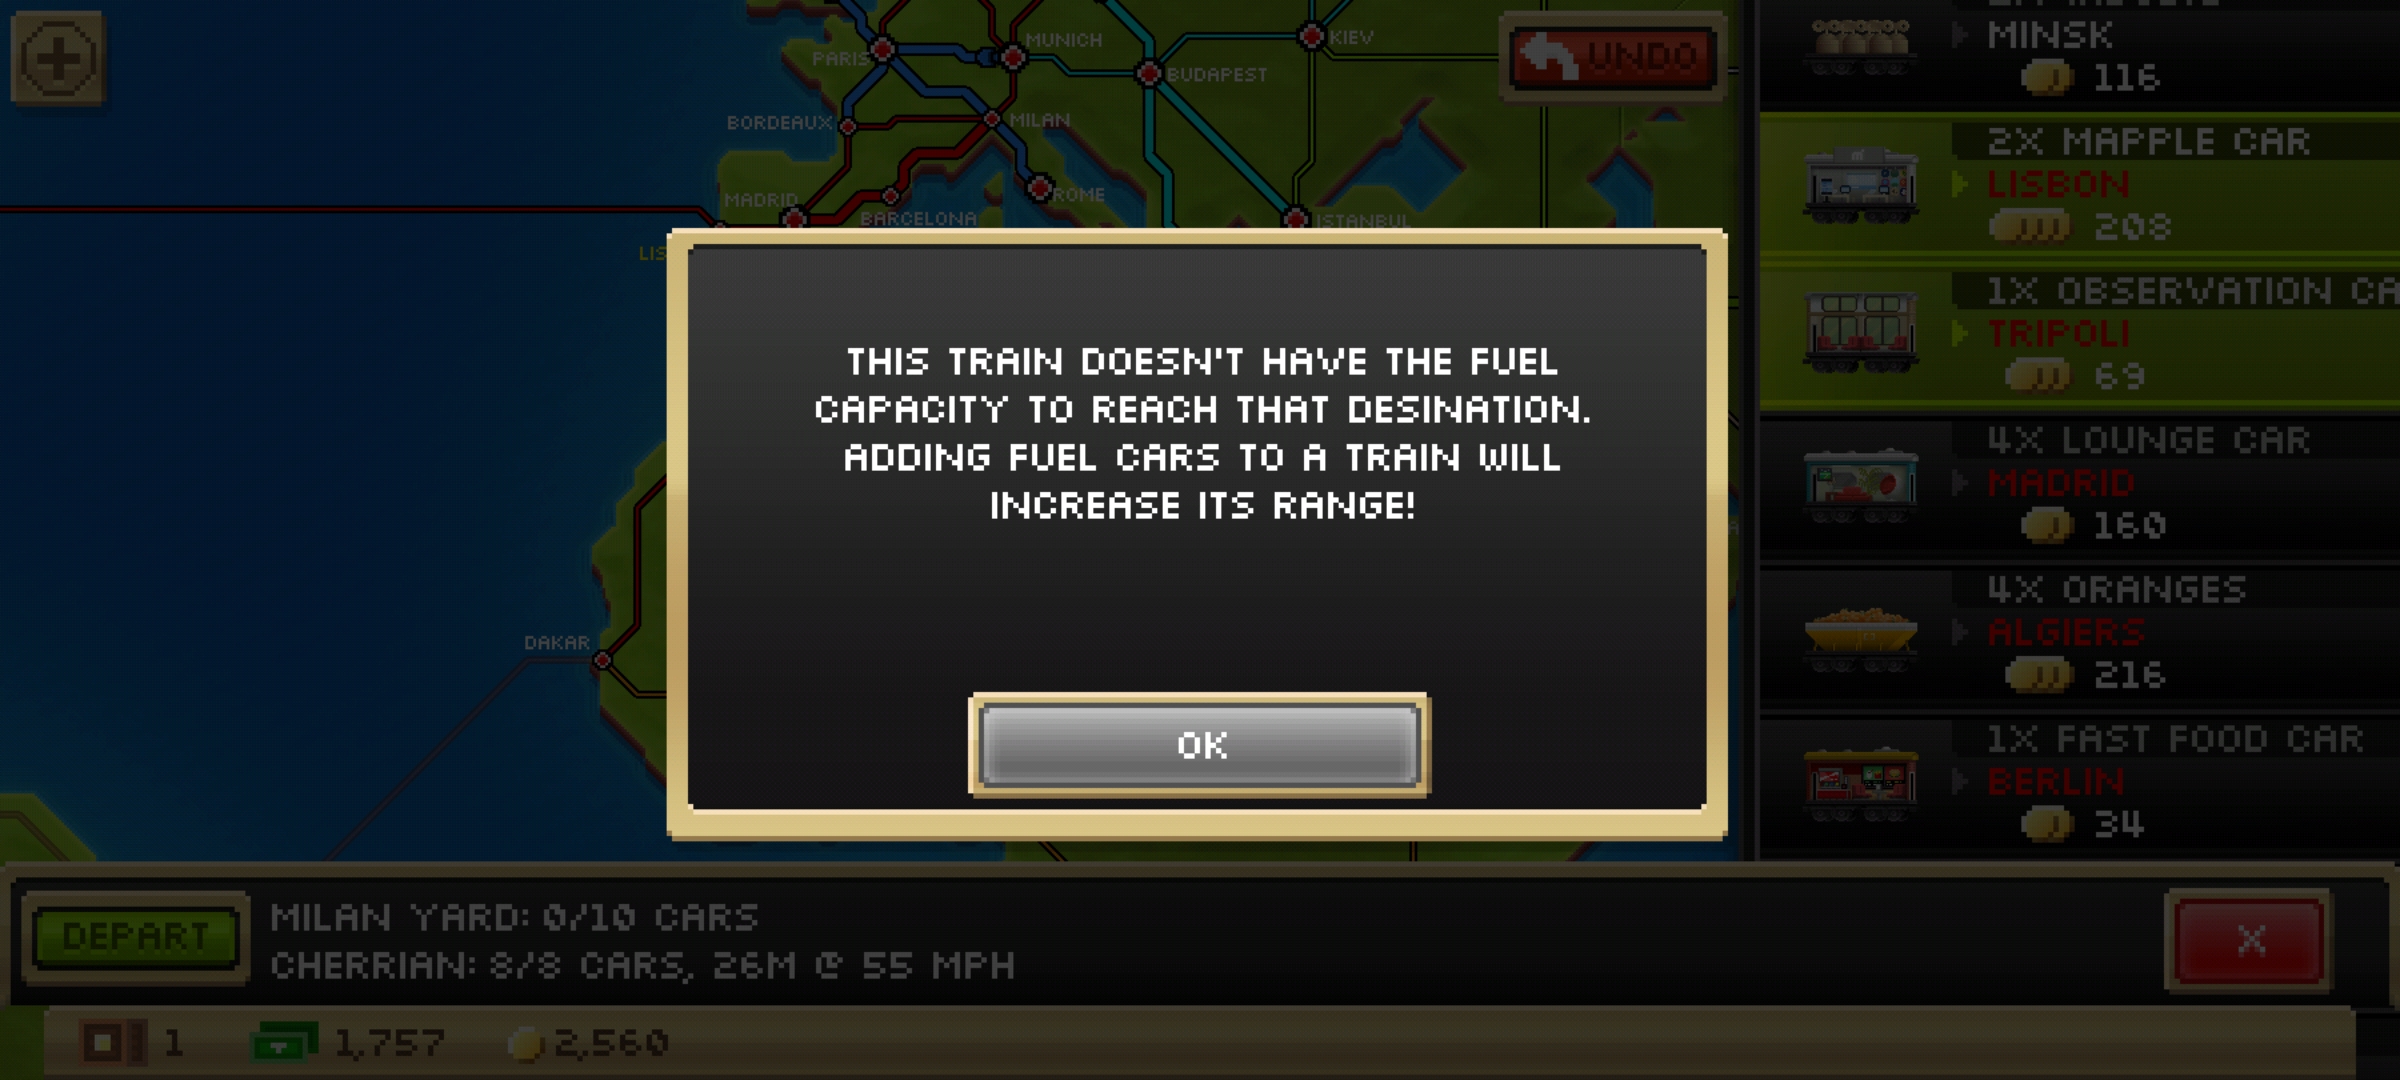 MINSK
116
PARIS
MUNICH
KIEV
UNDO
BUDAPEST
BORDEAUX
MILAN
2X MAPPLE CAR
LISBON
208
MADRID
ROME
BARCELONA
ISTANBUL
LIS
1X OBSERVATION CA
TRIPOLI
69
THIS TRAIN DOESN'T HAVE THE FUEL
CAPACITY TO REACH THAT DESINATION.
ADDING FUEL CARS TO A TRAIN WILL
INCREASE ITS RANGE!
OK
4X LOUNGE CAR
MADRID
160
DAKAR
4X ORANGES
ALGIERS
216
1X FAST FOOD CAR
BERLIN
34
DEPART
MILAN YARD: 0/10 CARS
CHERRIAN: 8/8 CARS, 26M @ 55 MPH
X
1
1,757
2,560